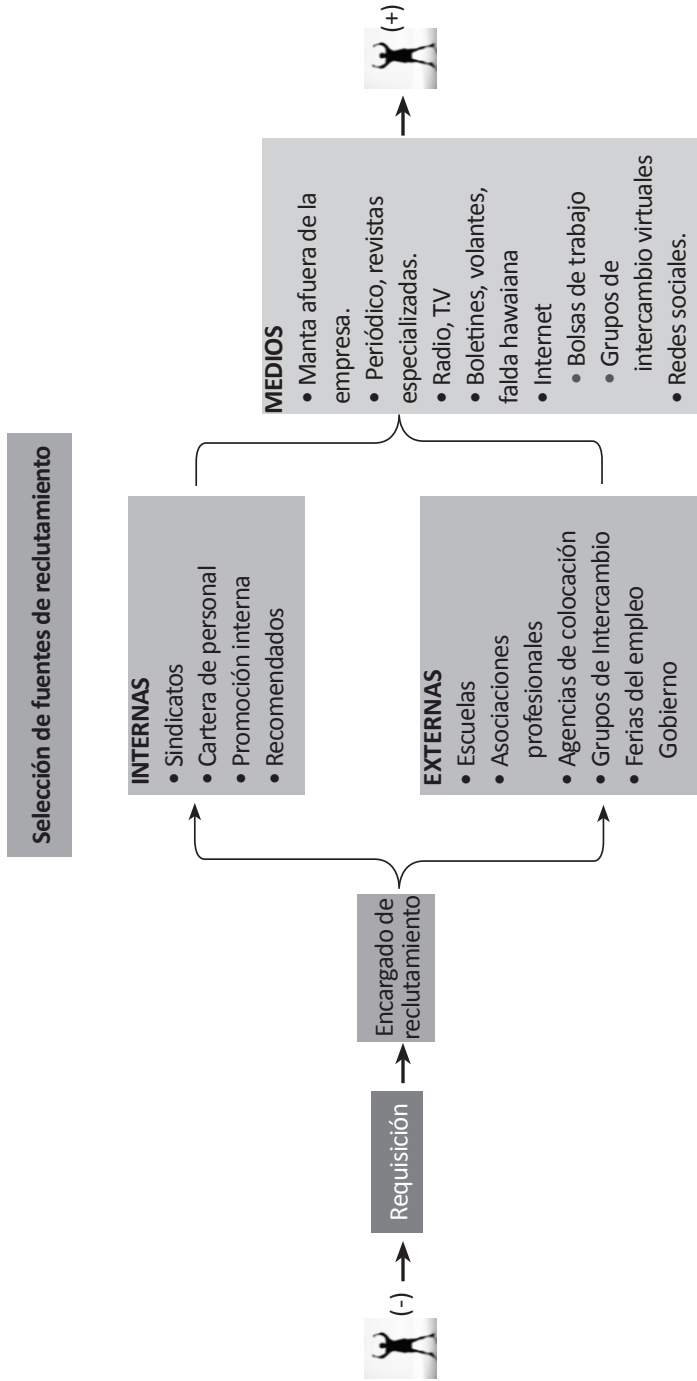 Selección de fuentes de reclutamiento
(-)
Requisición
Encargado de
reclutamiento
INTERNAS
• Sindicatos
• Cartera de personal
• Promoción interna
• Recomendados
EXTERNAS
• Escuelas
• Asociaciones
profesionales
• Agencias de colocación
• Grupos de Intercambio
• Ferias del empleo
Gobierno
MEDIOS
• Manta afuera de la
empresa.
• Periódico, revistas
especializadas.
• Radio, T.V
• Boletines, volantes,
falda hawaiana
• Internet
• Bolsas de trabajo
• Grupos de
intercambio virtuales
• Redes sociales.
(+)